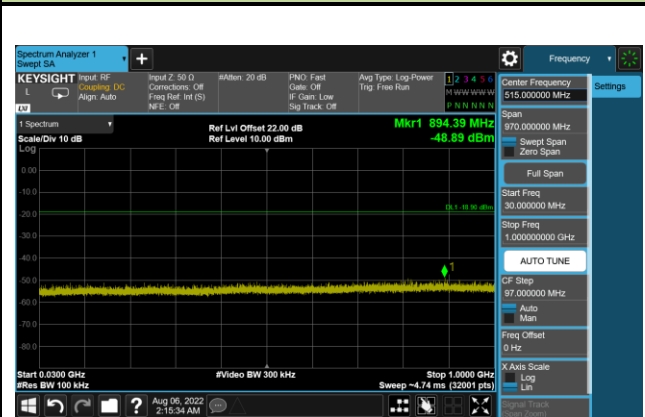 Spectrum Analyzer 1
Swept SA
+
Frequency
KEYSIGHT
L
LXI
Input: RF
Coupling: DC
Align: Auto
Input Z: 50 Ω
Corrections: Off
Freq Ref: Int (S)
NFE: Off
#Atten: 20 dB
PNO: Fast
Gate: Off
IF Gain: Low
Sig Track: Off
Avg Type: Log-Power
Trig: Free Run
1 2 3 4 5 6
M W W W W W
P N N N N N
Center Frequency
515.000000 MHz
Settings
Span
970.000000 MHz
Swept Span
Zero Span
Full Span
Start Freq
30.000000 MHz
Stop Freq
1.000000000 GHz
AUTO TUNE
CF Step
97.000000 MHz
Auto
Man
Freq Offset
0 Hz
X Axis Scale
Log
Lin
Signal Track
(Span Zoom)
1 Spectrum
Scale/Div 10 dB
Log
Ref Lvl Offset 22.00 dB
Ref Level 10.00 dBm
Mkr1 894.39 MHz
-48.89 dBm
0.00
-10.0
-20.0
-30.0
-40.0
-50.0
-60.0
-70.0
-80.0
DL1 -18.90 dBm
1
Start 0.0300 GHz
#Res BW 100 kHz
#Video BW 300 kHz
Stop 1.0000 GHz
Sweep ~4.74 ms (32001 pts)
?
Aug 06, 2022
2:15:34 AM